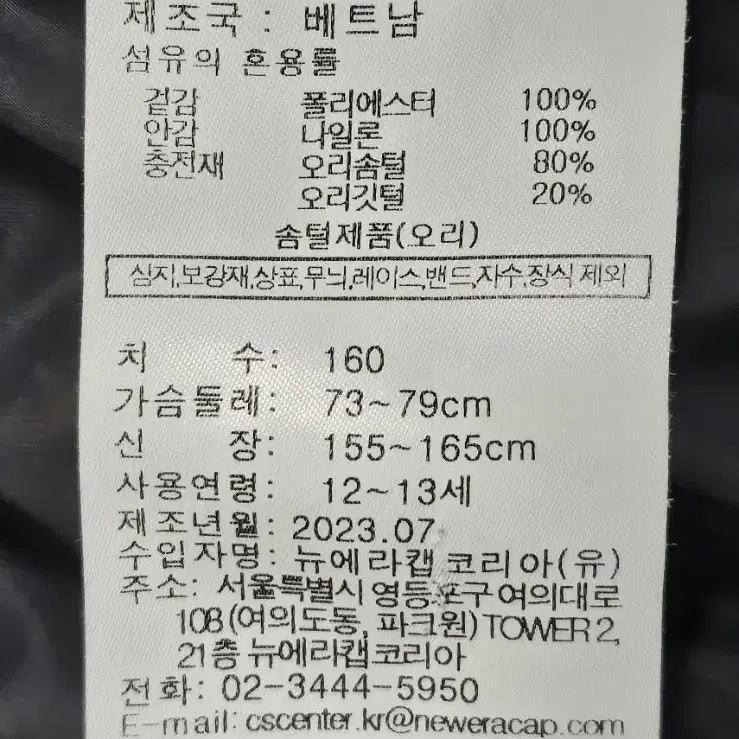 제조국 : 베트남
섬유의 혼용률
겉감 폴리에스터 100%
안감 나일론 100%
충전재 오리솜털 80%
오리깃털 20%
솜털제품(오리)
심지,보강재,상표,무늬,레이스,밴드,자수,장식 제외
치 수: 160
가슴둘레: 73~79cm
신 장: 155~165cm
사용연령: 12~13세
제조년월: 2023.07
수입자명: 뉴에라캡 코리아(유)
주소: 서울특별시 영등포구 여의대로
108 (여의도동, 파크원) TOWER 2,
21층 뉴에라캡코리아
전화: 02-3444-5950
E-mail: cscenter.kr@neweracap.com